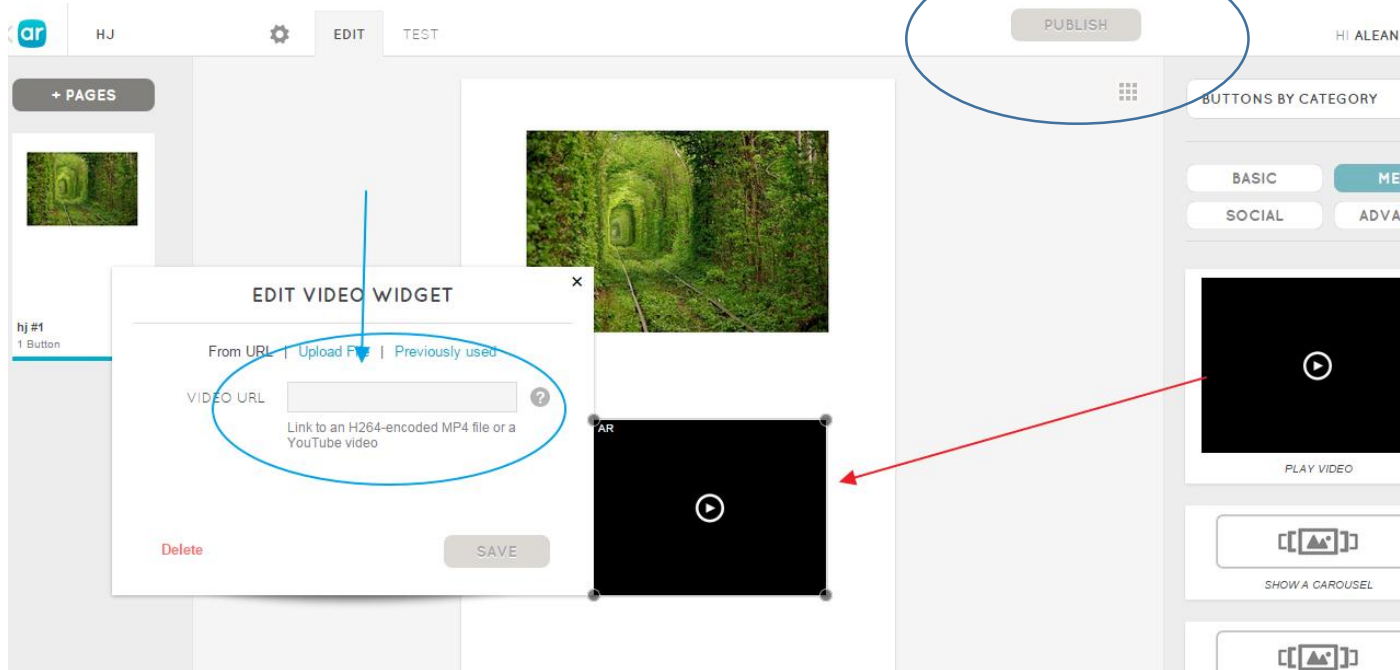 ar
HJ
EDIT
TEST
PUBLISH
HI ALEAN
+ PAGES
BUTTONS BY CATEGORY
BASIC
ME
SOCIAL
ADVA
hj #1
1 Button
EDIT VIDEO WIDGET
×
From URL | Upload File | Previously used
VIDEO URL
?
Link to an H264-encoded MP4 file or a
YouTube video
Delete
SAVE
AR
PLAY VIDEO
SHOW A CAROUSEL